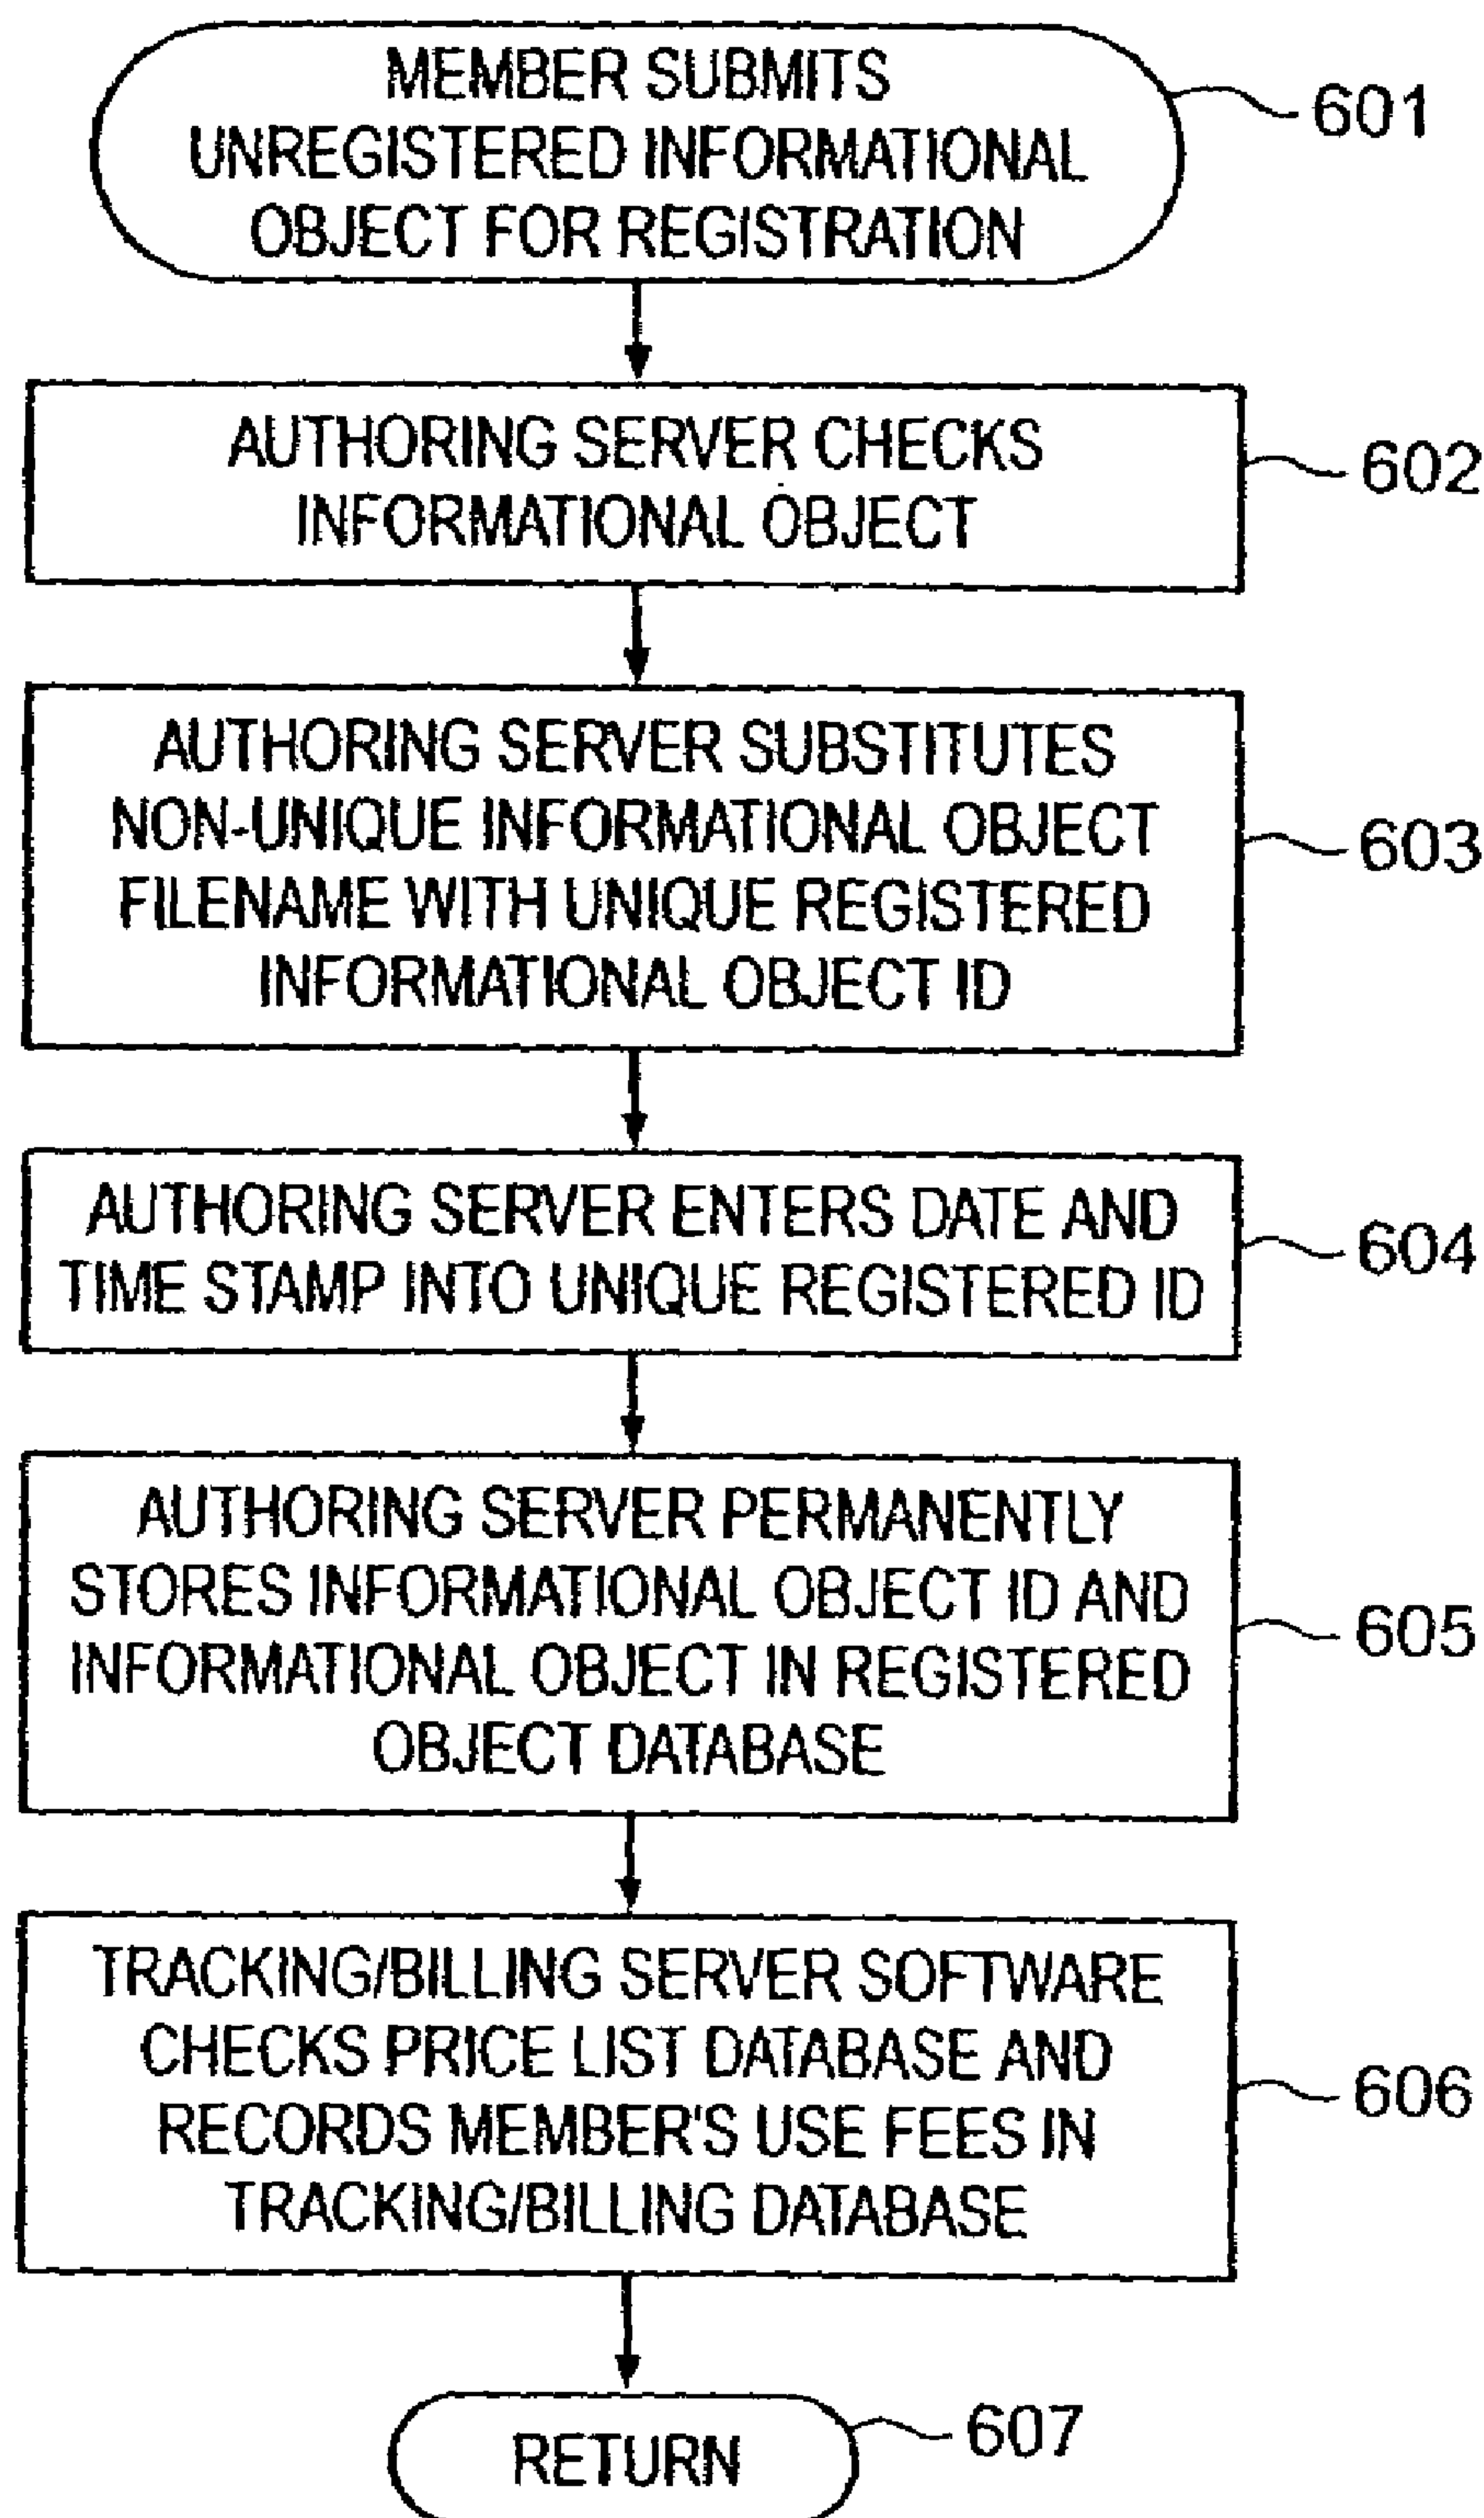 MEMBER SUBMITS
UNREGISTERED INFORMATIONAL
OBJECT FOR REGISTRATION
601
AUTHORING SERVER CHECKS
INFORMATIONAL OBJECT
602
AUTHORING SERVER SUBSTITUTES
NON-UNIQUE INFORMATIONAL OBJECT
FILENAME WITH UNIQUE REGISTERED
INFORMATIONAL OBJECT ID
603
AUTHORING SERVER ENTERS DATE AND
TIME STAMP INTO UNIQUE REGISTERED ID
604
AUTHORING SERVER PERMANENTLY
STORES INFORMATIONAL OBJECT ID AND
INFORMATIONAL OBJECT IN REGISTERED
OBJECT DATABASE
605
TRACKING/BILLING SERVER SOFTWARE
CHECKS PRICE LIST DATABASE AND
RECORDS MEMBER'S USE FEES IN
TRACKING/BILLING DATABASE
606
RETURN
607